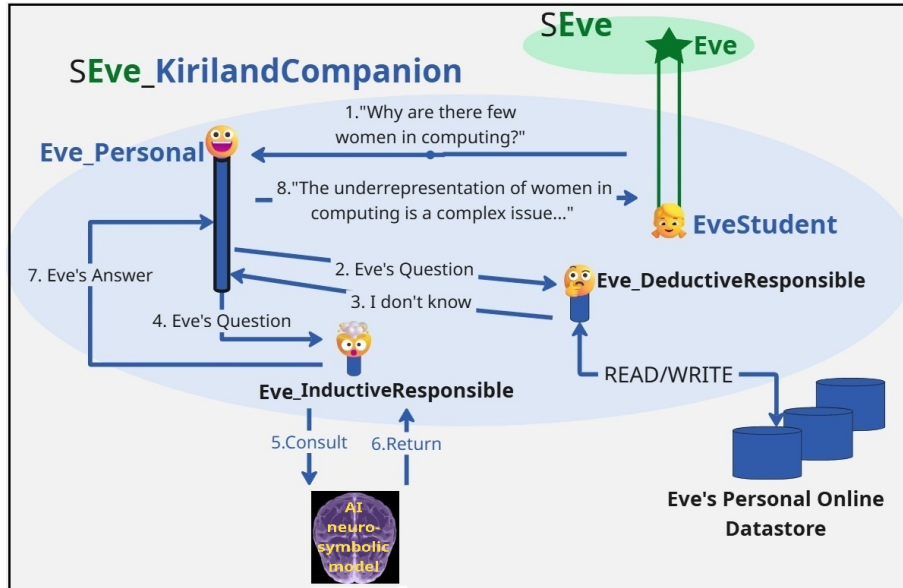 SEve
Eve
SEve_KirilandCompanion
1."Why are there few
women in computing?"
Eve_Personal
8."The underrepresentation of women in
computing is a complex issue..."
EveStudent
7. Eve's Answer
2. Eve's Question
Eve_DeductiveResponsible
3. I don't know
4. Eve's Question
READ/WRITE
Eve_InductiveResponsible
5.Consult
6.Return
Eve's Personal Online
Datastore
AI
neuro-
symbolic
model